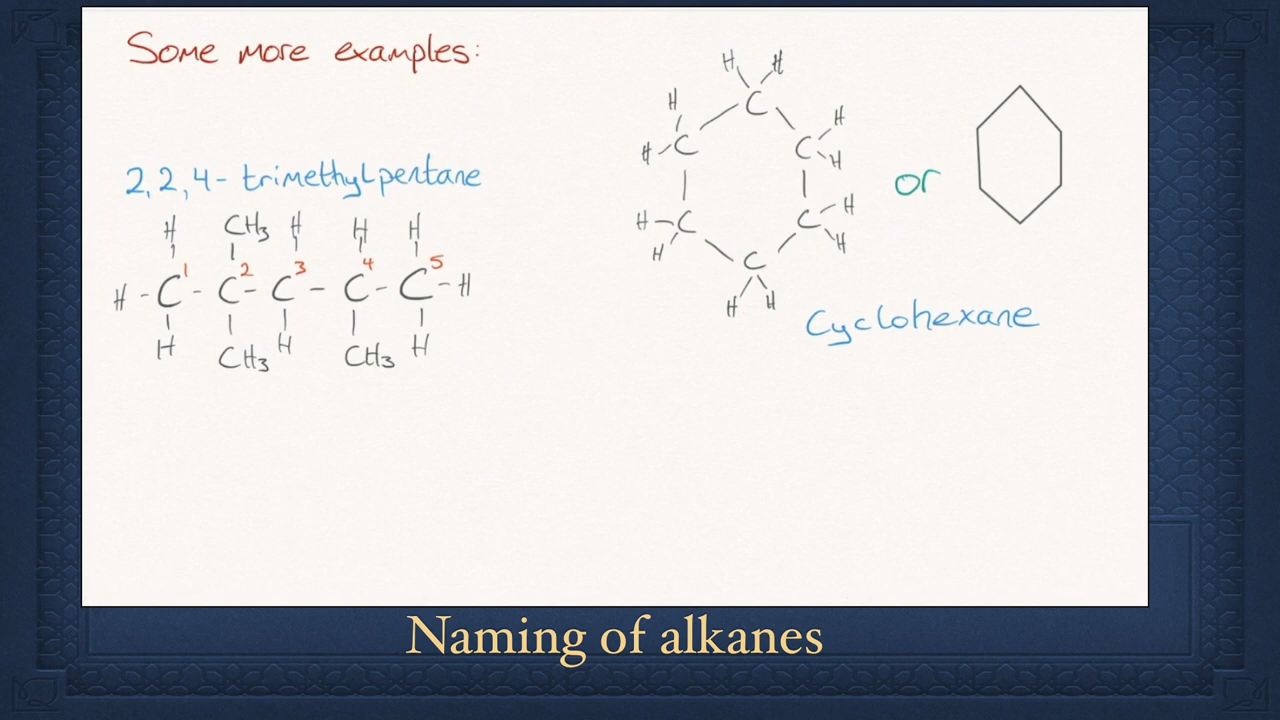 Some more examples:
2,2,4- trimethylpentane
H CH3 H H H
H - C1 - C2 - C3 - C4 - C5 - H
H CH3 H CH3 H
H H
H C H
H C C H
or
H C C H
H C H
H H
Cyclohexane
Naming of alkanes